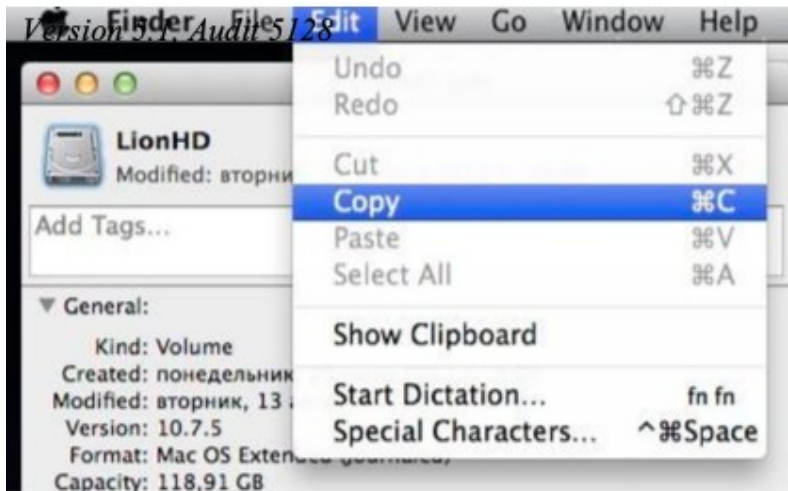 Finder File Edit View Go Window Help
Version 5.1, Audit 5128
Undo ⌘Z
Redo ⇧⌘Z
LionHD
Modified: вторни
Cut ⌘X
Copy ⌘C
Add Tags...
Paste ⌘V
Select All ⌘A
General:
Show Clipboard
Kind: Volume
Created: понедельник
Modified: вторник, 13
Start Dictation... fn fn
Version: 10.7.5
Special Characters... ^⌘Space
Format: Mac OS Extended (Journaled)
Capacity: 118,91 GB